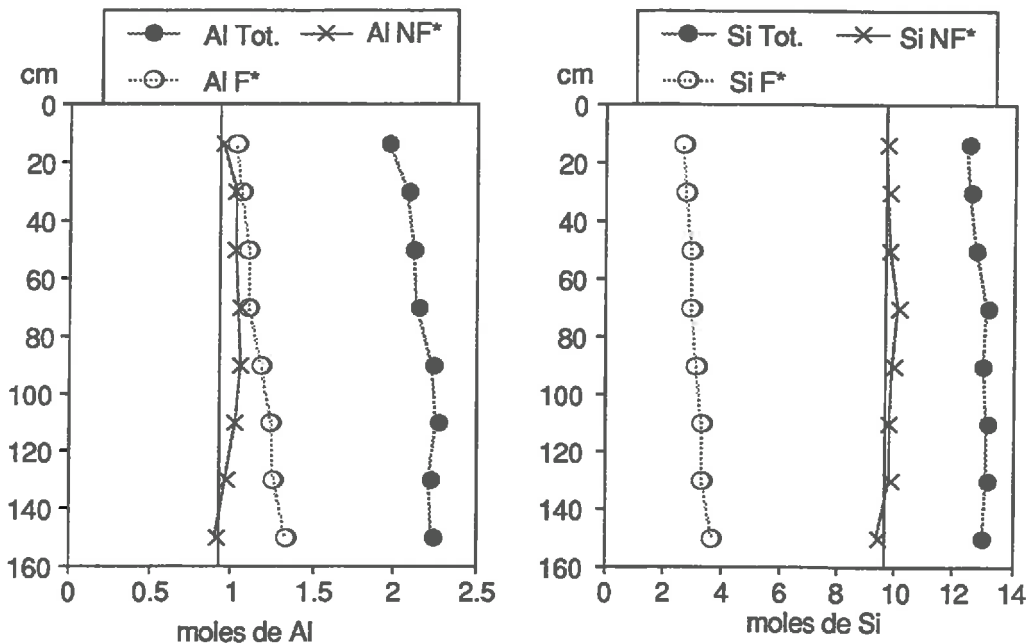 Al Tot. Al NF*
Al F*
cm
0
20
40
60
80
100
120
140
160
0 0.5 1 1.5 2 2.5
moles de Al
Si Tot. Si NF*
Si F*
cm
0
20
40
60
80
100
120
140
160
0 2 4 6 8 10 12 14
moles de Si